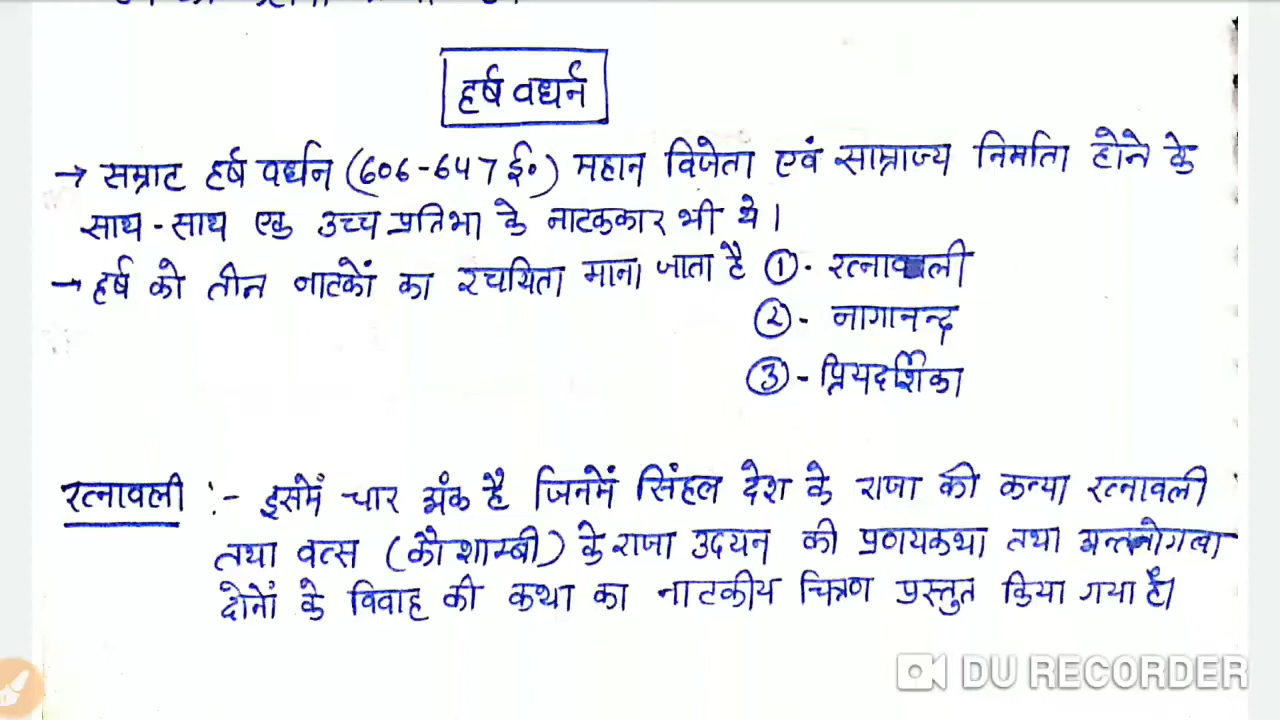 हर्ष वर्धन
→ सम्राट हर्ष वर्धन (606-647 ई०) महान विजेता एवं साम्राज्य निर्माता होने के
साथ-साथ एक उच्च प्रतिभा के नाटककार भी थे।
→ हर्ष को तीन नाटकों का रचयिता माना जाता है ①- रत्नावली
②- नागानन्द
③- प्रियदर्शिका
रत्नावली :- इसमें चार अंक है जिनमें सिंहल देश के राजा की कन्या रत्नावली
तथा वत्स (कौशाम्बी) के राजा उदयन की प्रणयकथा तथा
दोनों के विवाह की कथा का नाटकीय चित्रण प्रस्तुत किया गया है।
DU RECORDER